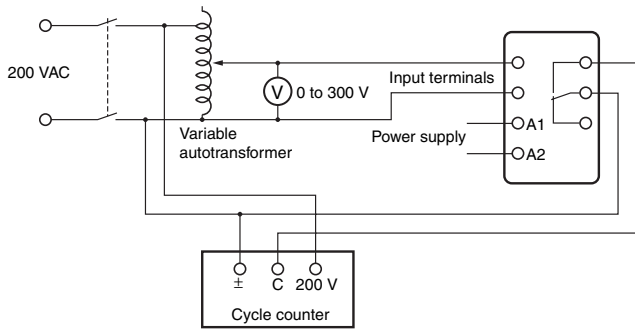 200 VAC
V
0 to 300 V
Variable
autotransformer
Input terminals
Power supply
A1
A2
± C 200 V
Cycle counter